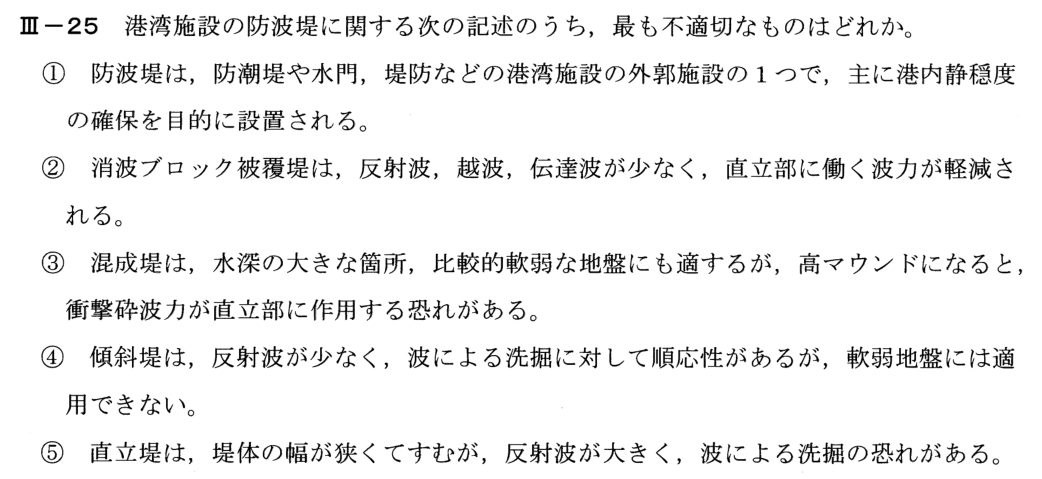 Ⅲ－25　港湾施設の防波堤に関する次の記述のうち，最も不適切なものはどれか。
①　防波堤は，防潮堤や水門，堤防などの港湾施設の外郭施設の１つで，主に港内静穏度
の確保を目的に設置される。
②　消波ブロック被覆堤は，反射波，越波，伝達波が少なく，直立部に働く波力が軽減さ
れる。
③　混成堤は，水深の大きな箇所，比較的軟弱な地盤にも適するが，高マウンドになると，
衝撃砕波力が直立部に作用する恐れがある。
④　傾斜堤は，反射波が少なく，波による洗掘に対して順応性があるが，軟弱地盤には適
用できない。
⑤　直立堤は，堤体の幅が狭くてすむが，反射波が大きく，波による洗掘の恐れがある。